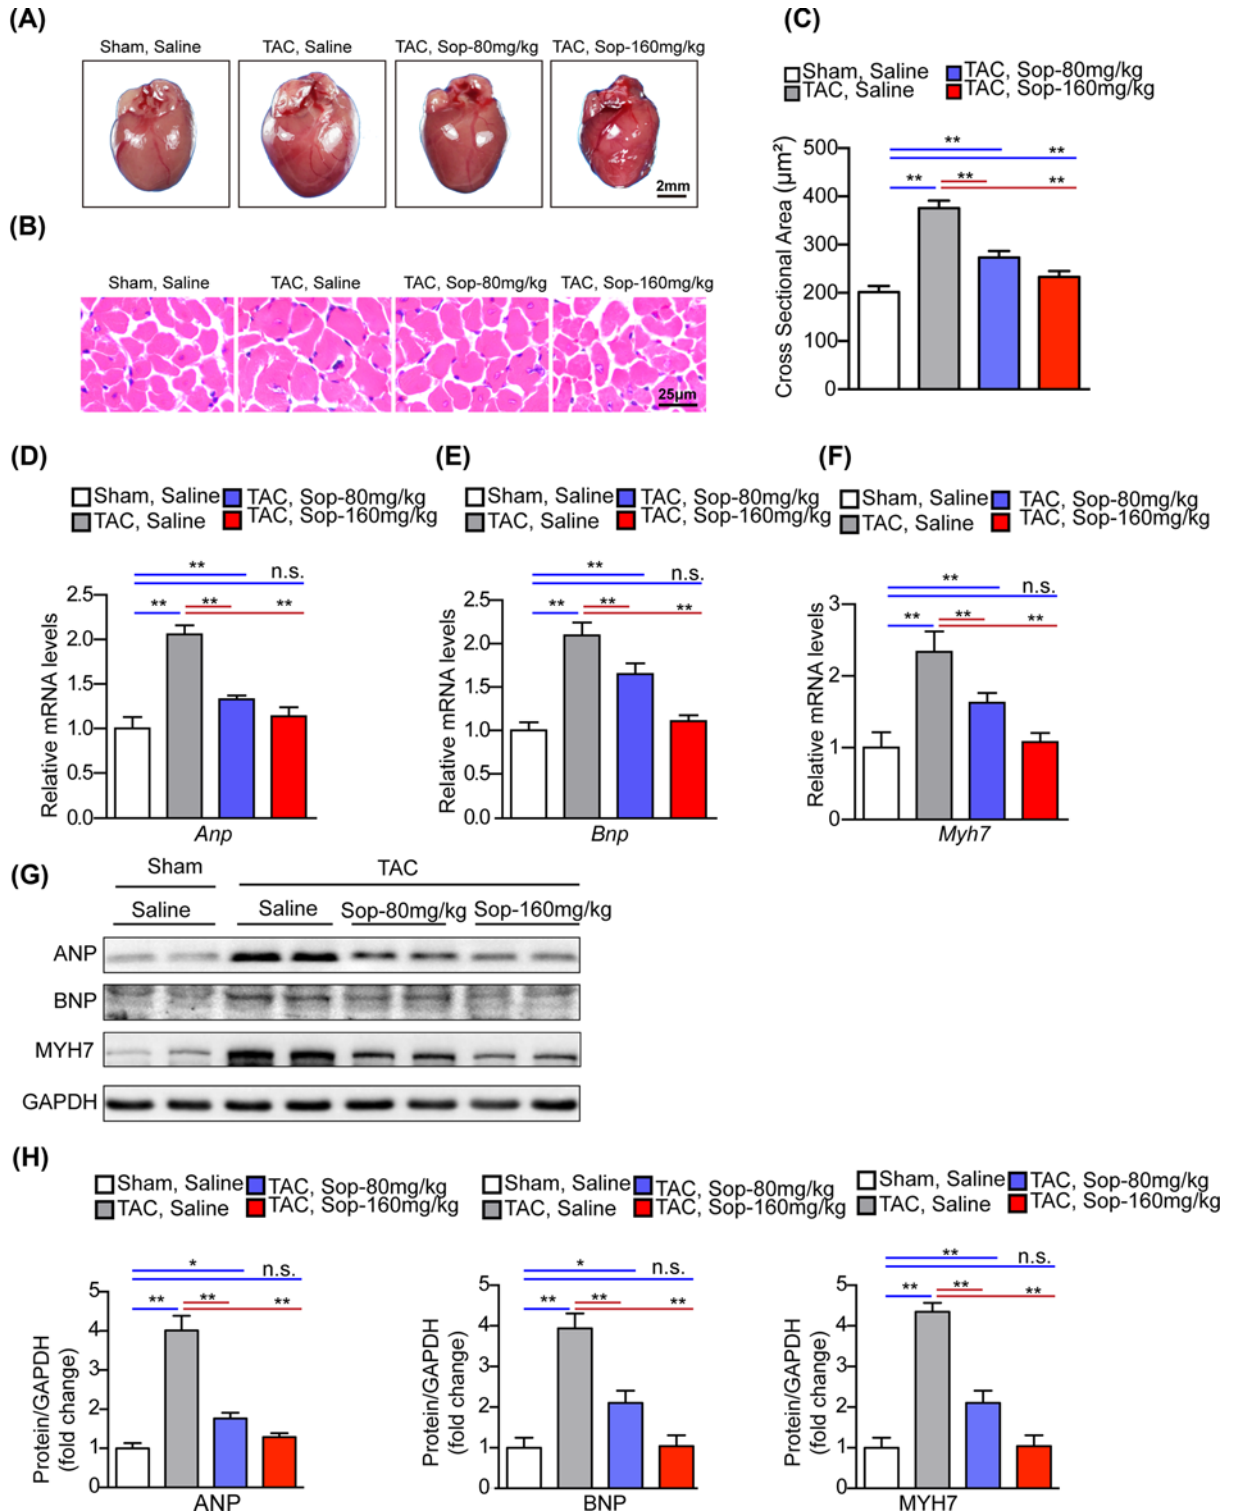 (A)
Sham, Saline TAC, Saline TAC, Sop-80mg/kg TAC, Sop-160mg/kg
2mm
(B)
Sham, Saline TAC, Saline TAC, Sop-80mg/kg TAC, Sop-160mg/kg
25μm
(C)
Sham, Saline TAC, Sop-80mg/kg
TAC, Saline TAC, Sop-160mg/kg
Cross Sectional Area (μm²)
500
400
300
200
100
0
** **
** ** **
(D)
Sham, Saline TAC, Sop-80mg/kg
TAC, Saline TAC, Sop-160mg/kg
** n.s.
** ** **
Relative mRNA levels
2.5
2.0
1.5
1.0
0.5
0.0
Anp
(E)
Sham, Saline TAC, Sop-80mg/kg
TAC, Saline TAC, Sop-160mg/kg
** n.s.
** ** **
Relative mRNA levels
2.5
2.0
1.5
1.0
0.5
0.0
Bnp
(F)
Sham, Saline TAC, Sop-80mg/kg
TAC, Saline TAC, Sop-160mg/kg
** n.s.
** ** **
Relative mRNA levels
3
2
1
0
Myh7
(G)
Sham TAC
Saline Saline Sop-80mg/kg Sop-160mg/kg
ANP
BNP
MYH7
GAPDH
(H)
Sham, Saline TAC, Sop-80mg/kg
TAC, Saline TAC, Sop-160mg/kg
* n.s.
** ** **
Protein/GAPDH
(fold change)
5
4
3
2
1
0
ANP
Sham, Saline TAC, Sop-80mg/kg
TAC, Saline TAC, Sop-160mg/kg
* n.s.
** ** **
Protein/GAPDH
(fold change)
5
4
2
1
0
BNP
Sham, Saline TAC, Sop-80mg/kg
TAC, Saline TAC, Sop-160mg/kg
** n.s.
** ** **
Protein/GAPDH
(fold change)
5
4
2
1
0
MYH7